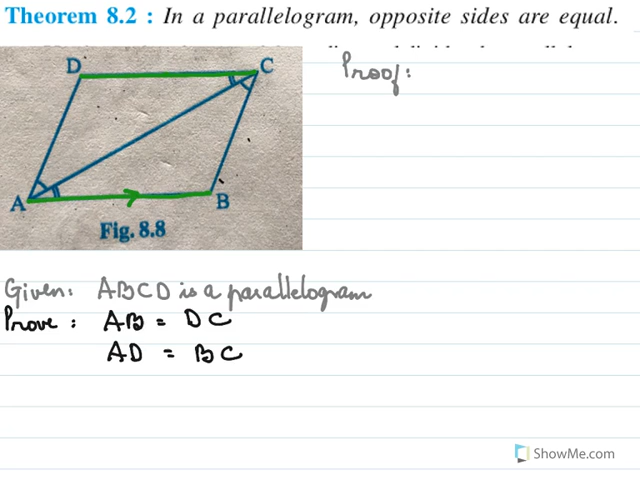 Theorem 8.2 : In a parallelogram, opposite sides are equal.
D
C
Proof:
A
B
Fig. 8.8
Given: ABCD is a parallelogram
Prove : AB = DC
AD = BC
ShowMe.com